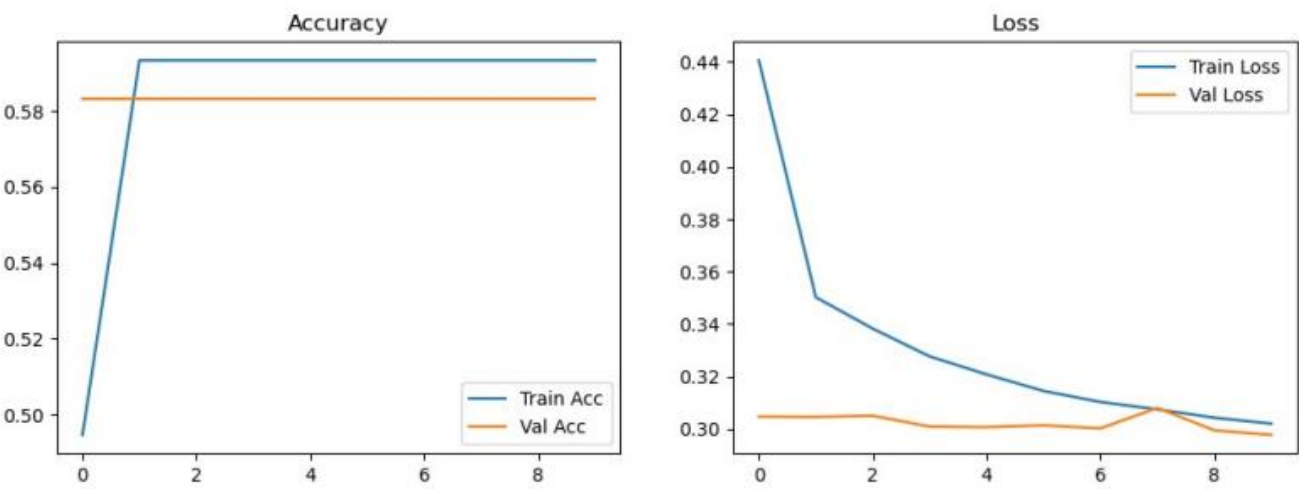 Accuracy
0.58
0.56
0.54
0.52
0.50
Train Acc
Val Acc
0 2 4 6 8
Loss
0.44
0.42
0.40
0.38
0.36
0.34
0.32
0.30
Train Loss
Val Loss
0 2 4 6 8